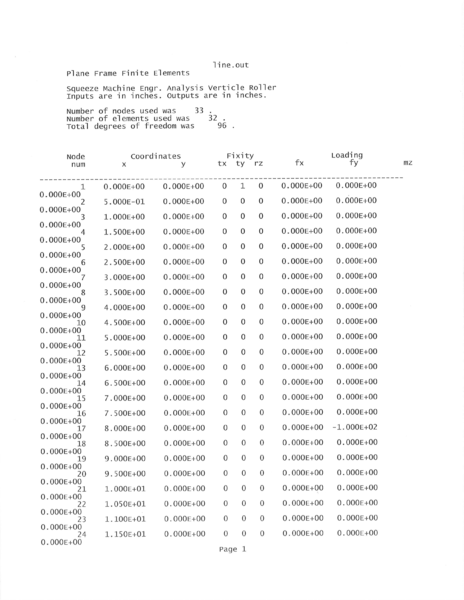 line.out
Plane Frame Finite Elements
Squeeze Machine Engr. Analysis Verticle Roller
Inputs are in inches. Outputs are in inches.
Number of nodes used was 33 .
Number of elements used was 32 .
Total degrees of freedom was 96 .
Node Coordinates Fixity Loading
num x y tx ty rz fx fy mz
--------------------------------------------------------------------------------
1 0.000E+00 0.000E+00 0 1 0 0.000E+00 0.000E+00
0.000E+00
2 5.000E-01 0.000E+00 0 0 0 0.000E+00 0.000E+00
0.000E+00
3 1.000E+00 0.000E+00 0 0 0 0.000E+00 0.000E+00
0.000E+00
4 1.500E+00 0.000E+00 0 0 0 0.000E+00 0.000E+00
0.000E+00
5 2.000E+00 0.000E+00 0 0 0 0.000E+00 0.000E+00
0.000E+00
6 2.500E+00 0.000E+00 0 0 0 0.000E+00 0.000E+00
0.000E+00
7 3.000E+00 0.000E+00 0 0 0 0.000E+00 0.000E+00
0.000E+00
8 3.500E+00 0.000E+00 0 0 0 0.000E+00 0.000E+00
0.000E+00
9 4.000E+00 0.000E+00 0 0 0 0.000E+00 0.000E+00
0.000E+00
10 4.500E+00 0.000E+00 0 0 0 0.000E+00 0.000E+00
0.000E+00
11 5.000E+00 0.000E+00 0 0 0 0.000E+00 0.000E+00
0.000E+00
12 5.500E+00 0.000E+00 0 0 0 0.000E+00 0.000E+00
0.000E+00
13 6.000E+00 0.000E+00 0 0 0 0.000E+00 0.000E+00
0.000E+00
14 6.500E+00 0.000E+00 0 0 0 0.000E+00 0.000E+00
0.000E+00
15 7.000E+00 0.000E+00 0 0 0 0.000E+00 0.000E+00
0.000E+00
16 7.500E+00 0.000E+00 0 0 0 0.000E+00 0.000E+00
0.000E+00
17 8.000E+00 0.000E+00 0 0 0 0.000E+00 -1.000E+02
0.000E+00
18 8.500E+00 0.000E+00 0 0 0 0.000E+00 0.000E+00
0.000E+00
19 9.000E+00 0.000E+00 0 0 0 0.000E+00 0.000E+00
0.000E+00
20 9.500E+00 0.000E+00 0 0 0 0.000E+00 0.000E+00
0.000E+00
21 1.000E+01 0.000E+00 0 0 0 0.000E+00 0.000E+00
0.000E+00
22 1.050E+01 0.000E+00 0 0 0 0.000E+00 0.000E+00
0.000E+00
23 1.100E+01 0.000E+00 0 0 0 0.000E+00 0.000E+00
0.000E+00
24 1.150E+01 0.000E+00 0 0 0 0.000E+00 0.000E+00
0.000E+00
Page 1